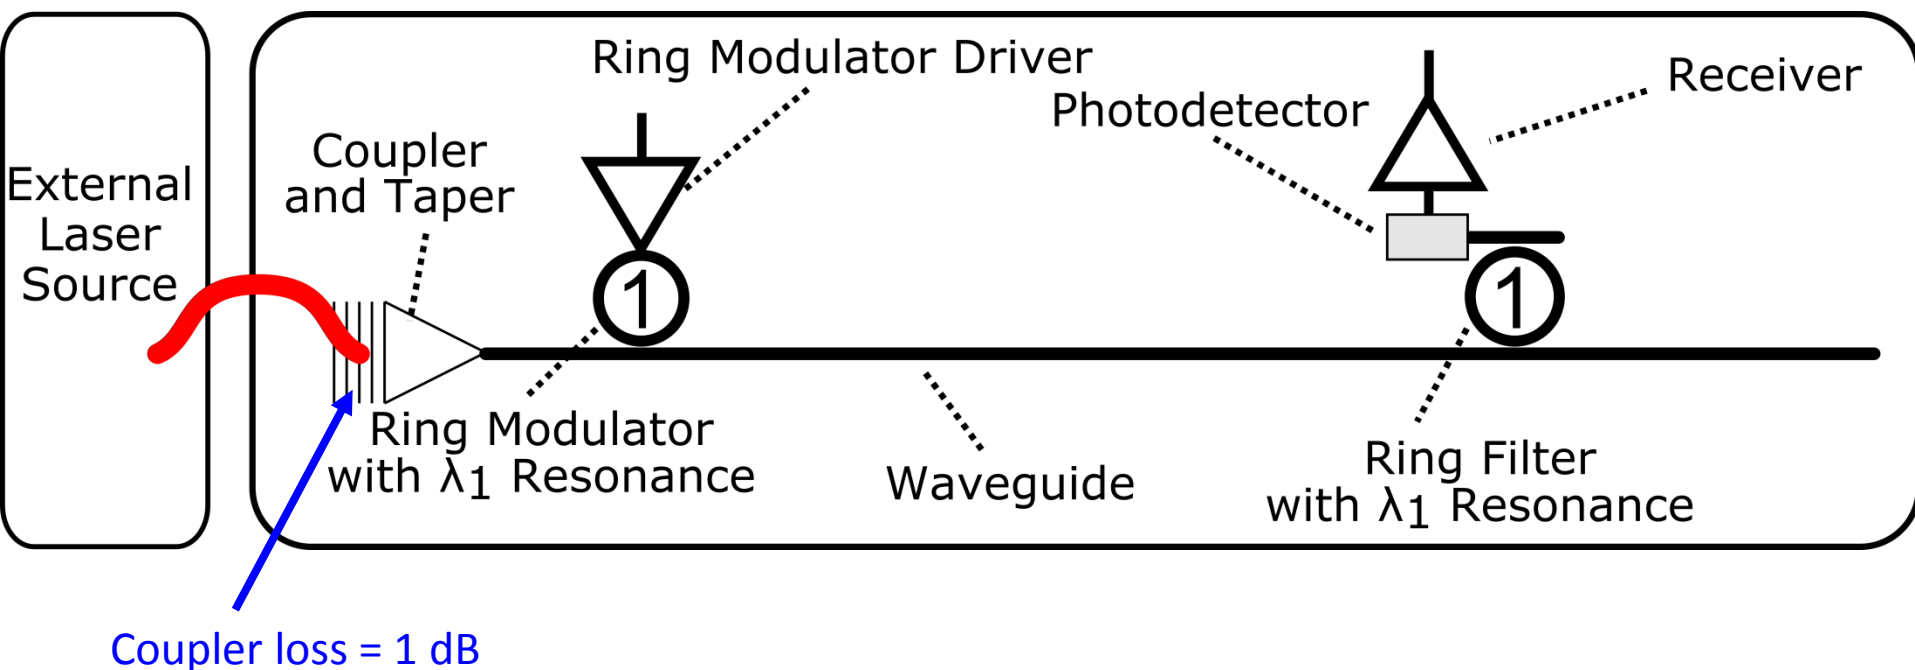 External
Laser
Source
Coupler
and Taper
Ring Modulator Driver
1
Photodetector
Receiver
1
Ring Modulator
with λ1 Resonance
Waveguide
Ring Filter
with λ1 Resonance
Coupler loss = 1 dB